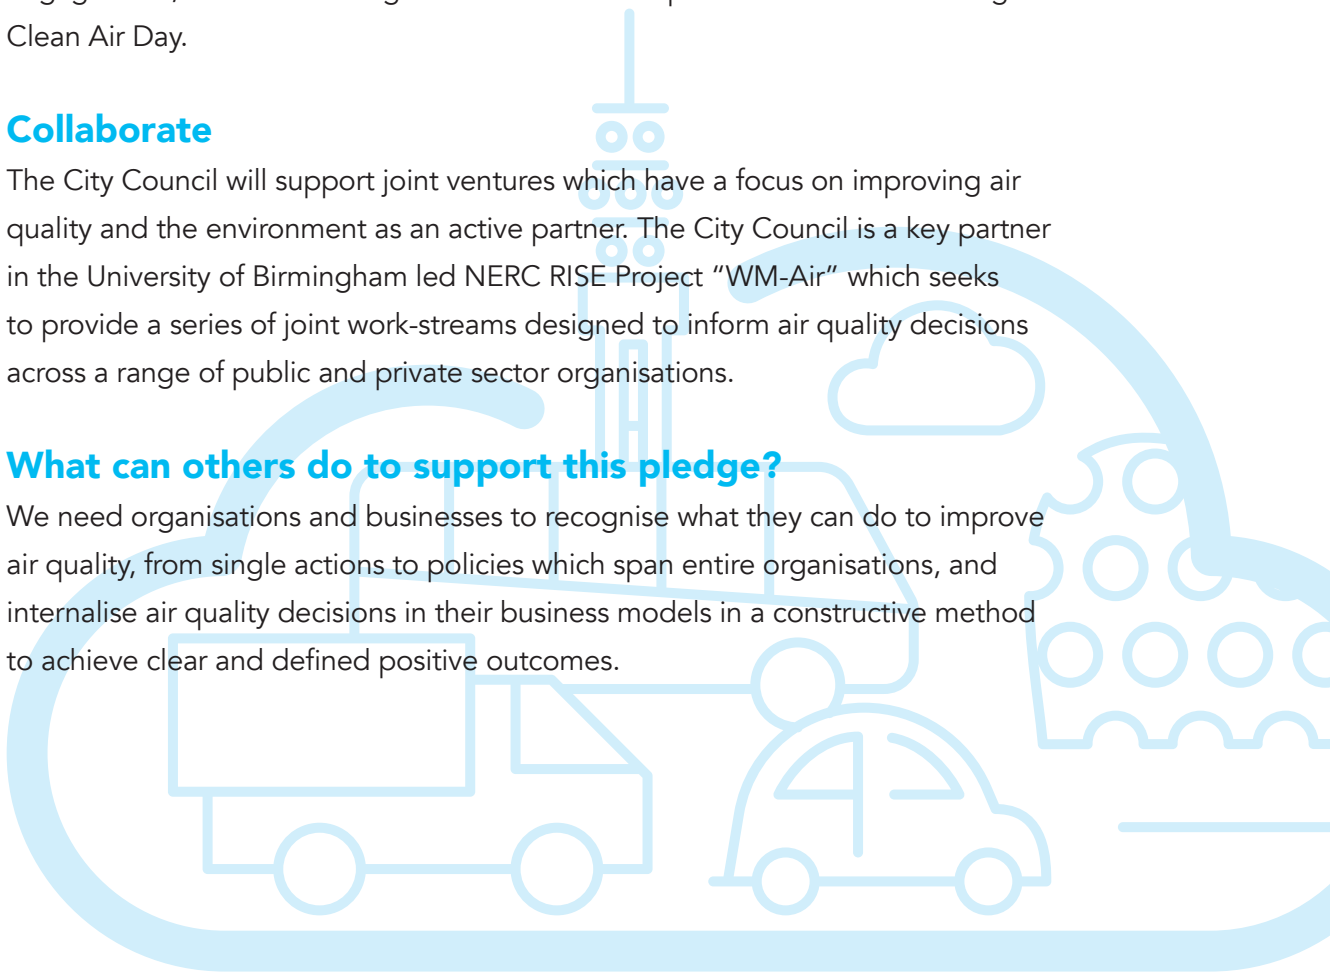 Clean Air Day.
Collaborate
The City Council will support joint ventures which have a focus on improving air
quality and the environment as an active partner. The City Council is a key partner
in the University of Birmingham led NERC RISE Project “WM-Air” which seeks
to provide a series of joint work-streams designed to inform air quality decisions
across a range of public and private sector organisations.
What can others do to support this pledge?
We need organisations and businesses to recognise what they can do to improve
air quality, from single actions to policies which span entire organisations, and
internalise air quality decisions in their business models in a constructive method
to achieve clear and defined positive outcomes.